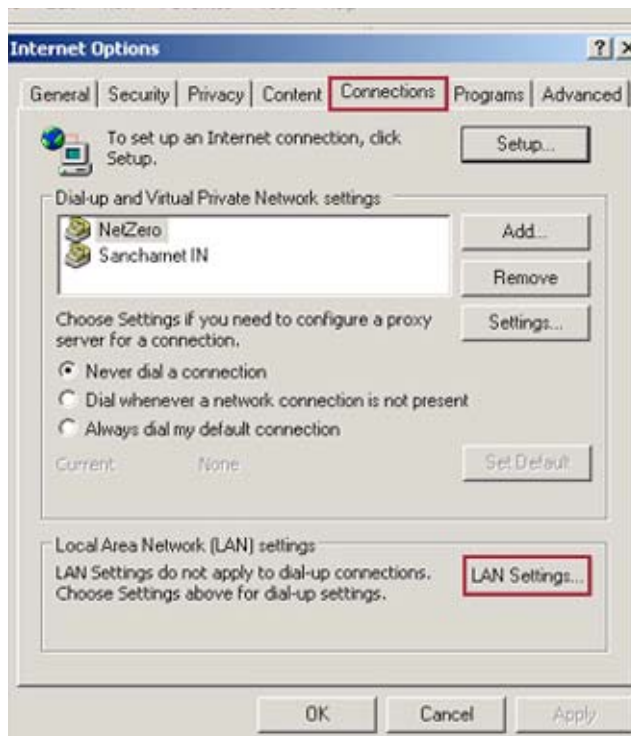 Internet Options
General Security Privacy Content Connections Programs Advanced
To set up an Internet connection, click
Setup.
Setup...
Dial-up and Virtual Private Network settings
NetZero
Sancharnet IN
Add...
Remove
Choose Settings if you need to configure a proxy
server for a connection.
Settings...
Never dial a connection
Dial whenever a network connection is not present
Always dial my default connection
Current None
Set Default
Local Area Network (LAN) settings
LAN Settings do not apply to dial-up connections.
Choose Settings above for dial-up settings.
LAN Settings...
OK Cancel Apply